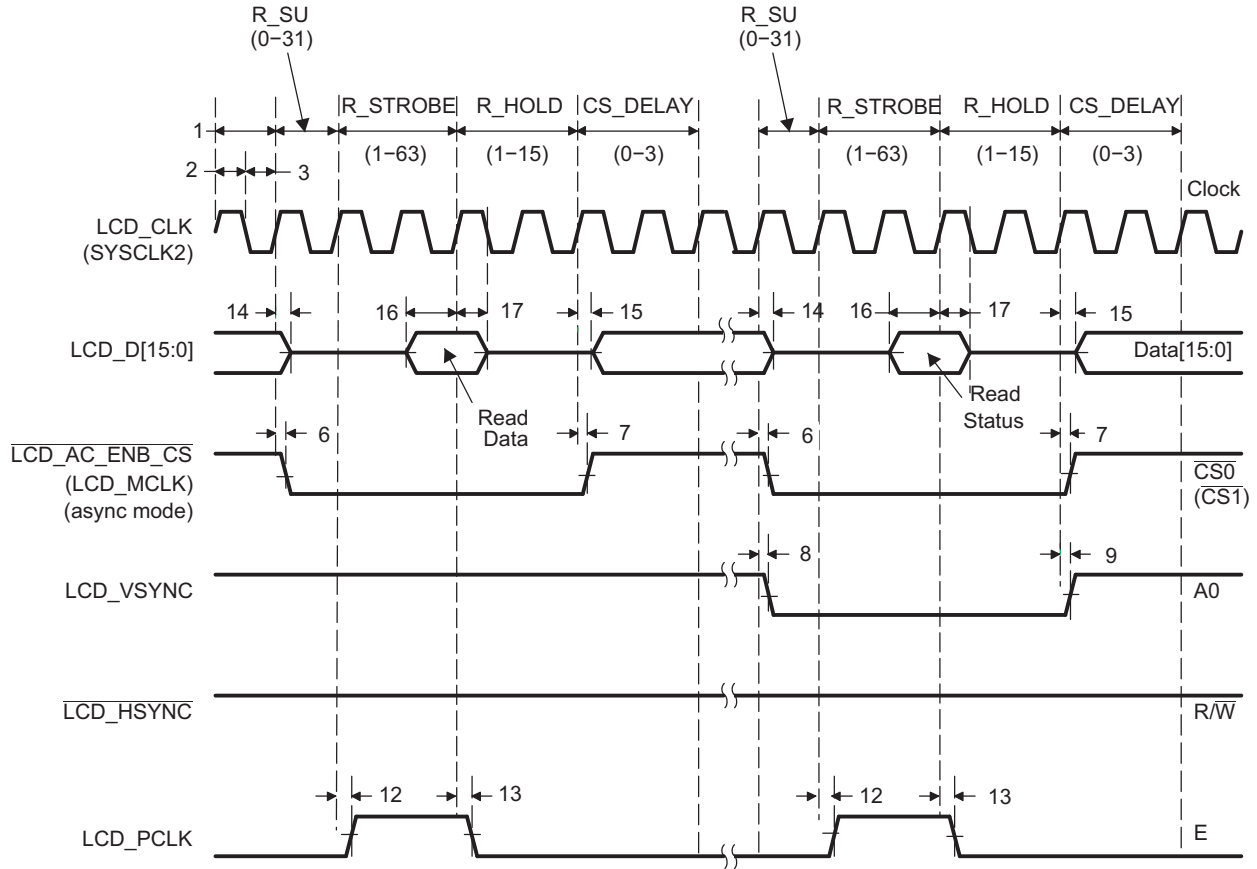 R_SU
(0−31)
R_SU
(0−31)
R_STROBE
R_HOLD
CS_DELAY
R_STROBE
R_HOLD
CS_DELAY
1
(1−63)
(1−15)
(0−3)
(1−63)
(1−15)
(0−3)
2
3
Clock
LCD_CLK
(SYSCLK2)
14
16
17
15
14
16
17
15
LCD_D[15:0]
Data[15:0]
Read
Data
Read
Status
6
7
6
7
LCD_AC_ENB_CS
(LCD_MCLK)
(async mode)
CS0
(CS1)
8
9
LCD_VSYNC
A0
LCD_HSYNC
R/W
12
13
12
13
LCD_PCLK
E